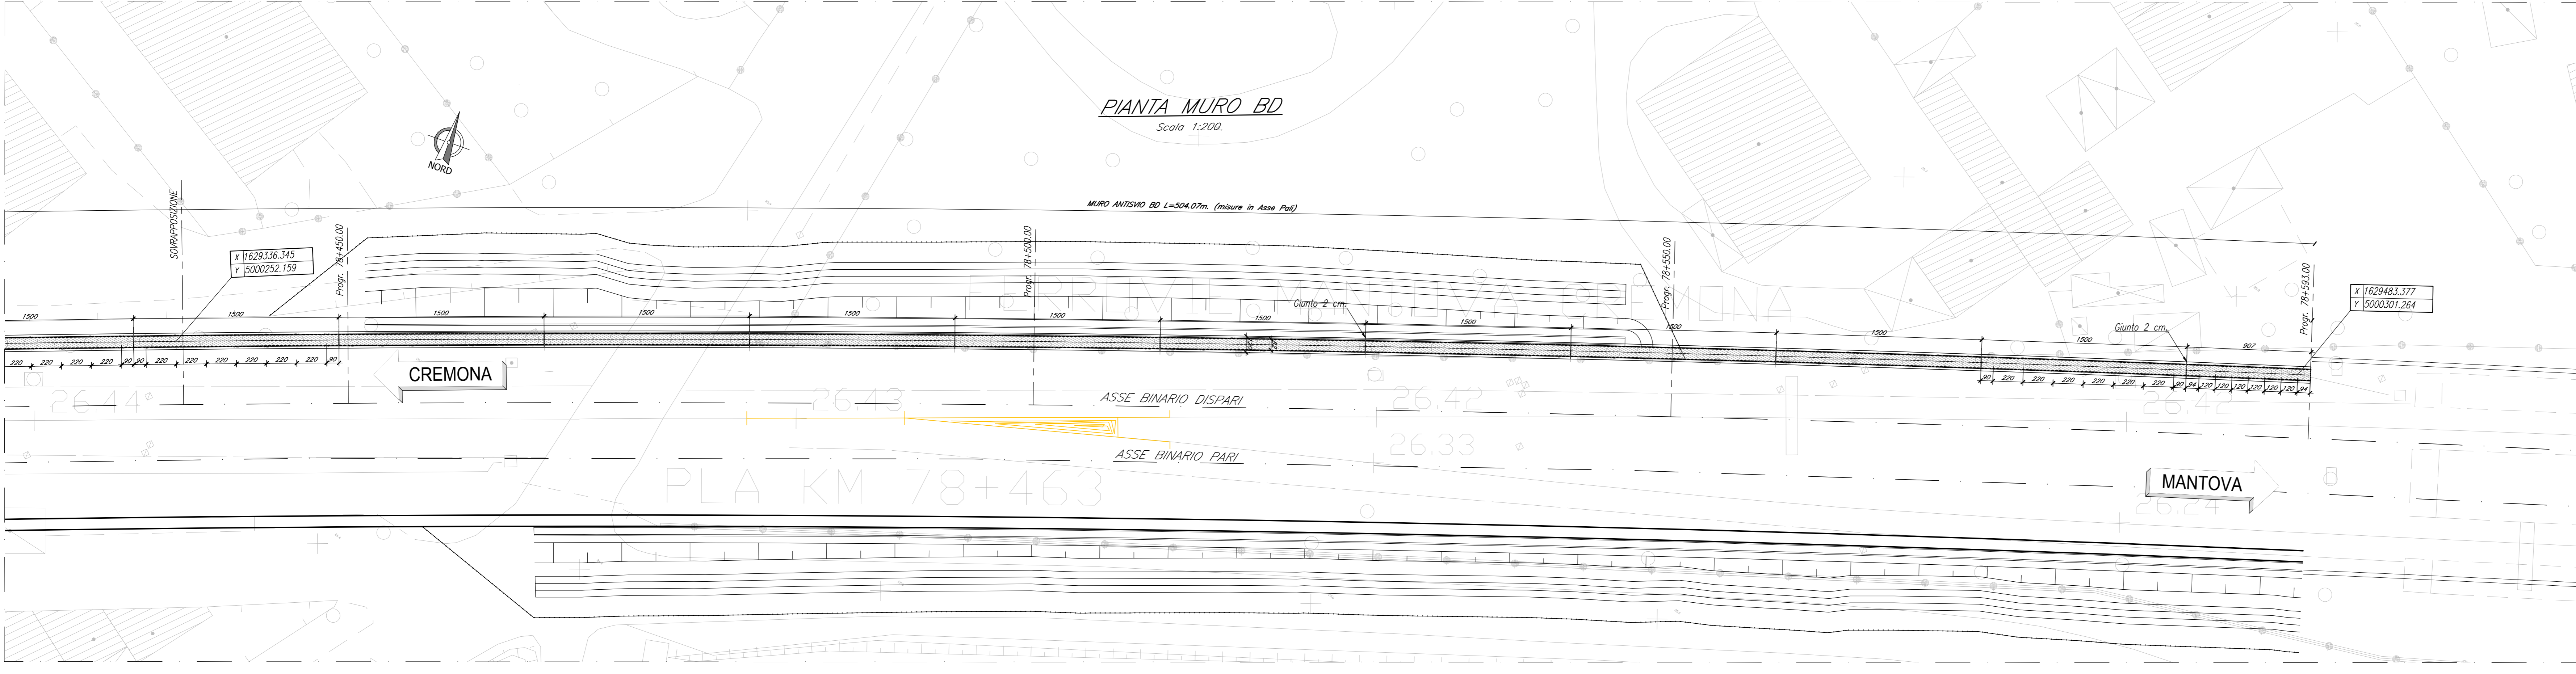 PIANTA MURO BD
Scala 1:200.
NORD
MURO ANTISVIO BD L=504.07m. (misure in Asse Pali)
SOVRAPPOSIZIONE
X 1629336.345
Y 5000252.159
Progr. 78+450.00
Progr. 78+500.00
Progr. 78+550.00
Progr. 78+593.00
X 1629483.377
Y 5000301.264
FERROVIE MANTOVA CREMONA
Giunto 2 cm.
Giunto 2 cm.
1500 1500 1500 1500 1500 1500 1500 1500 1500 1500 1500 907
220 220 220 220 90 90 220 220 220 220 220 220 90
90 220 220 220 220 220 220 90 94 120 120 120 120 120 120 94
CREMONA
26.44 26.43 26.42 26.42
ASSE BINARIO DISPARI
26.33
ASSE BINARIO PARI
PLA KM 78+463
MANTOVA
26.24